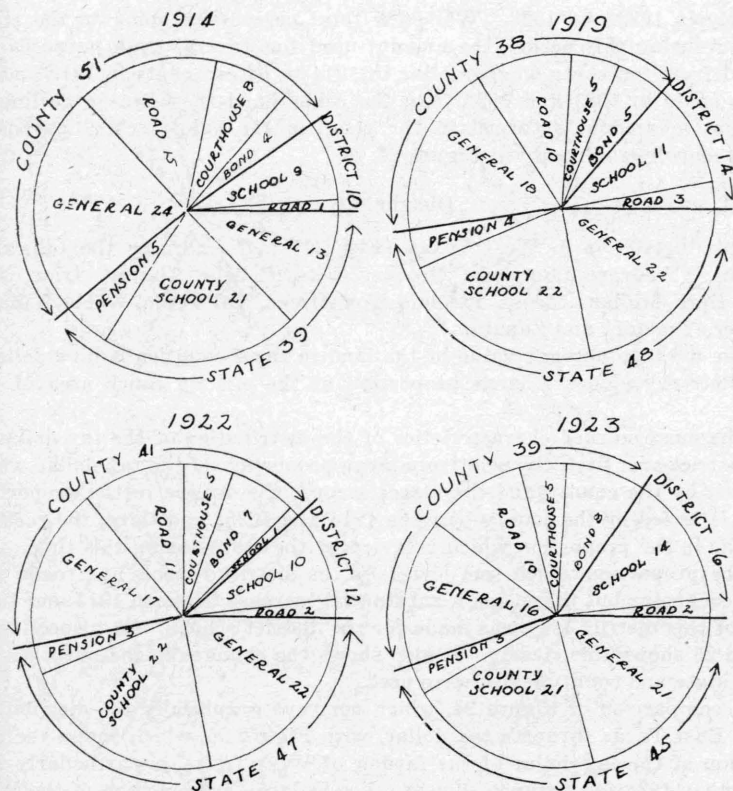 1914
COUNTY 51
ROAD 15
COURTHOUSE 8
BOND 4
DISTRICT 10
SCHOOL 9
GENERAL 24
ROAD 1
GENERAL 13
PENSION 5
COUNTY
SCHOOL 21
STATE 39
1919
COUNTY 38
GENERAL 18
ROAD 10
COURTHOUSE 5
BOND 5
DISTRICT 14
SCHOOL 11
ROAD 3
PENSION 4
GENERAL 22
COUNTY
SCHOOL 22
STATE 48
1922
COUNTY 41
GENERAL 17
ROAD 11
COURTHOUSE 5
BOND 7
SCHOOL 1
DISTRICT 12
SCHOOL 10
ROAD 2
PENSION 3
GENERAL 22
COUNTY
SCHOOL 22
STATE 47
1923
COUNTY 39
GENERAL 16
ROAD 10
COURTHOUSE 5
BOND 8
DISTRICT 16
SCHOOL 14
ROAD 2
PENSION 3
GENERAL 21
COUNTY
SCHOOL 21
STATE 45